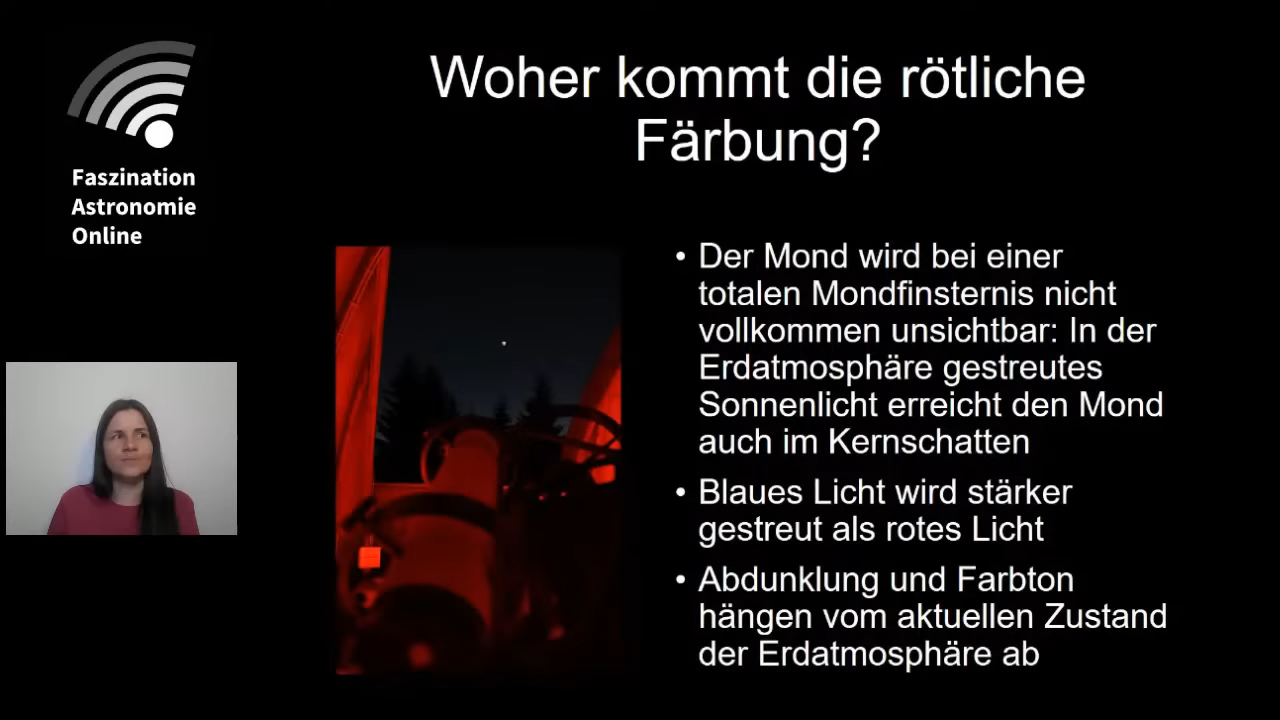 Faszination
Astronomie
Online
Woher kommt die rötliche
Färbung?
• Der Mond wird bei einer
totalen Mondfinsternis nicht
vollkommen unsichtbar: In der
Erdatmosphäre gestreutes
Sonnenlicht erreicht den Mond
auch im Kernschatten
• Blaues Licht wird stärker
gestreut als rotes Licht
• Abdunklung und Farbton
hängen vom aktuellen Zustand
der Erdatmosphäre ab